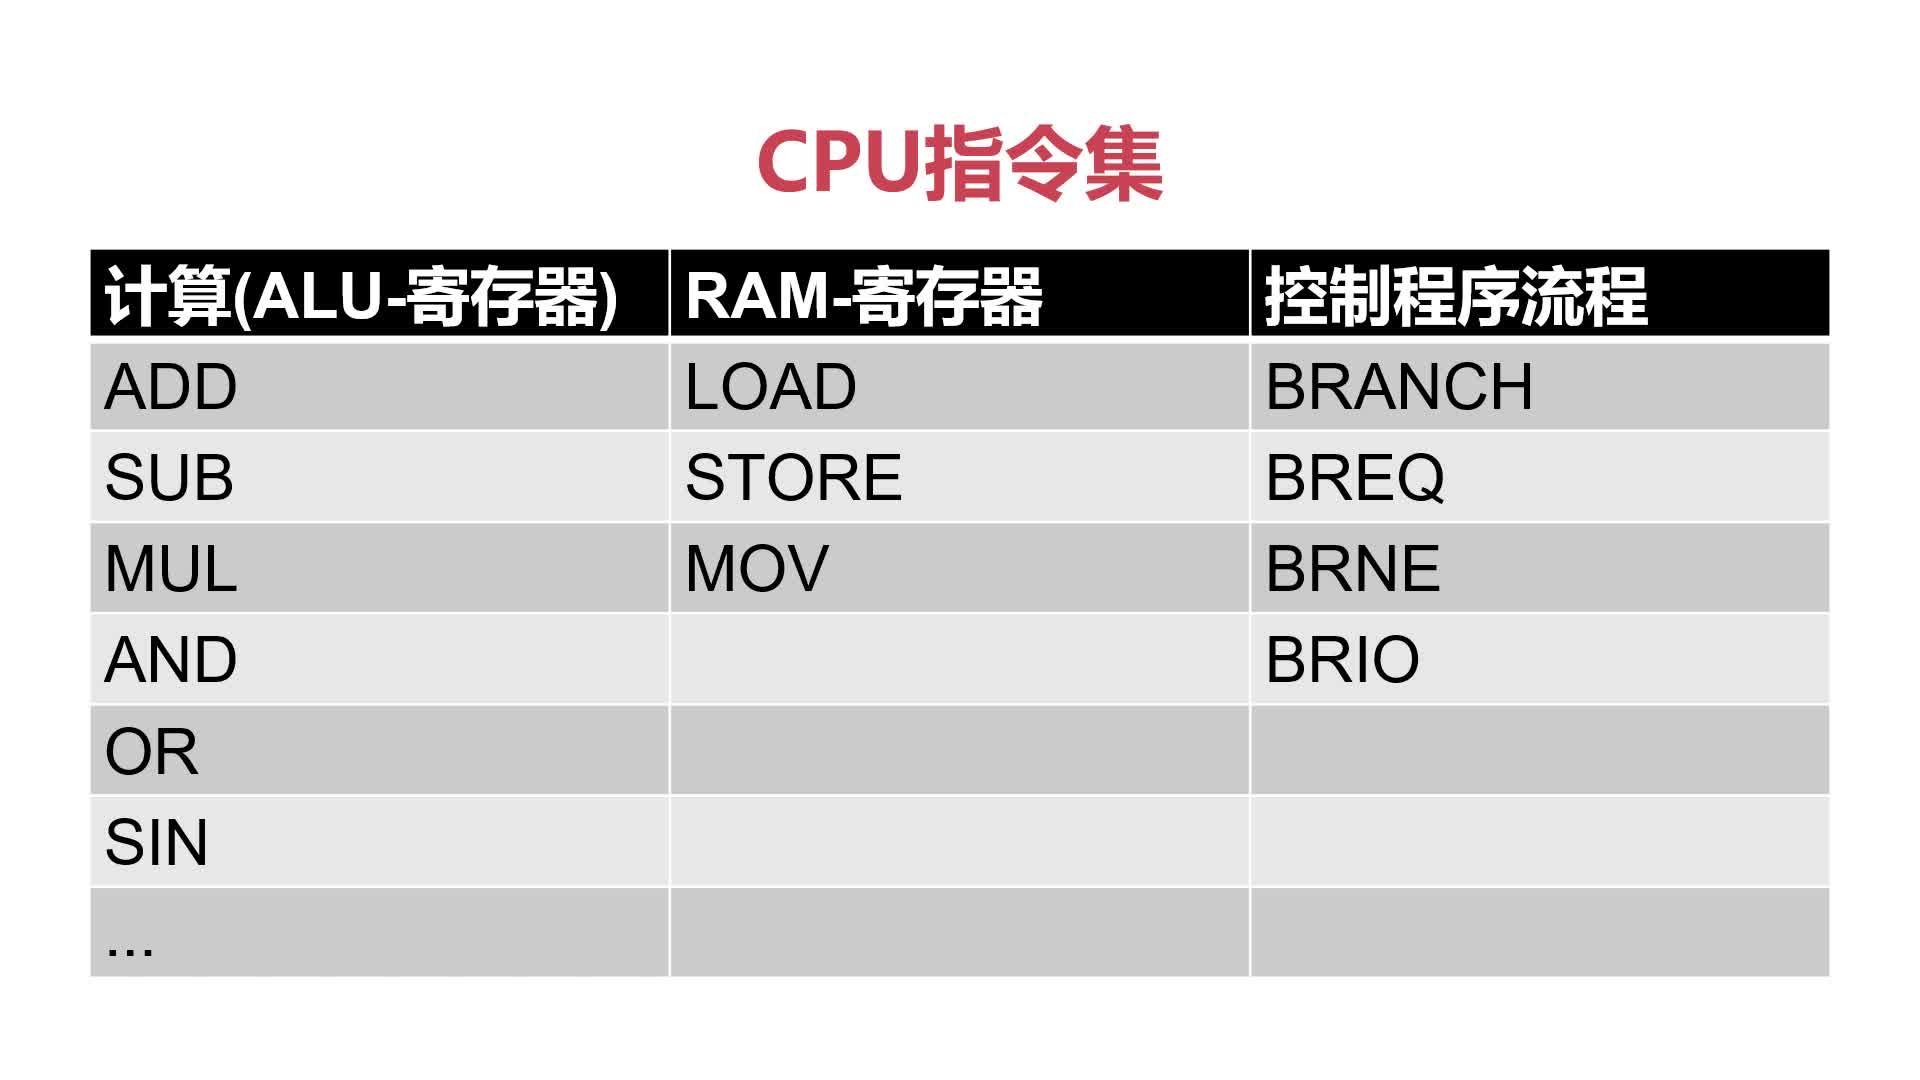 CPU指令集
计算(ALU-寄存器) RAM-寄存器 控制程序流程
ADD LOAD BRANCH
SUB STORE BREQ
MUL MOV BRNE
AND BRIO
OR
SIN
...